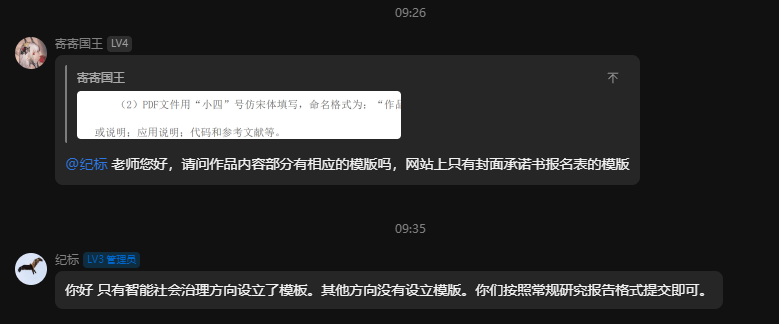 09:26
寄寄国王 LV4
寄寄国王
（2）PDF文件用“小四”号仿宋体填写，命名格式为：“作品
或说明；应用说明；代码和参考文献等。
@纪标 老师您好，请问作品内容部分有相应的模版吗，网站上只有封面承诺书报名表的模版
09:35
纪标 LV3 管理员
你好 只有智能社会治理方向设立了模板。其他方向没有设立模版。你们按照常规研究报告格式提交即可。